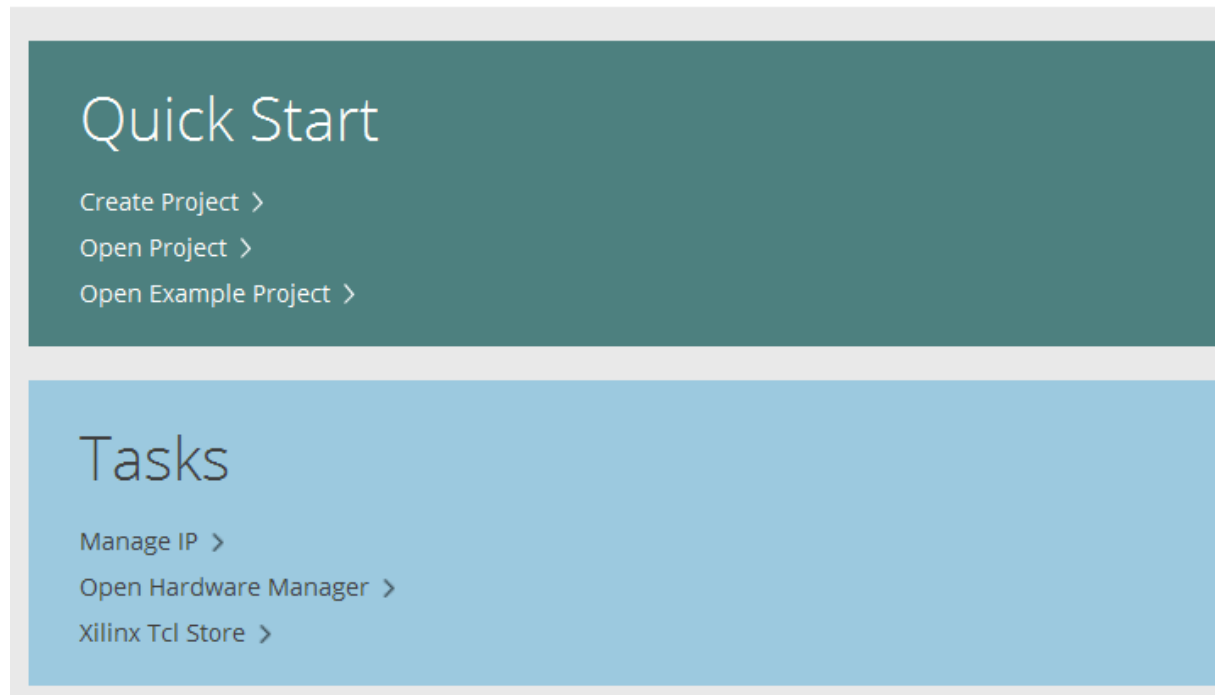 Quick Start
Create Project >
Open Project >
Open Example Project >
Tasks
Manage IP >
Open Hardware Manager >
Xilinx Tcl Store >